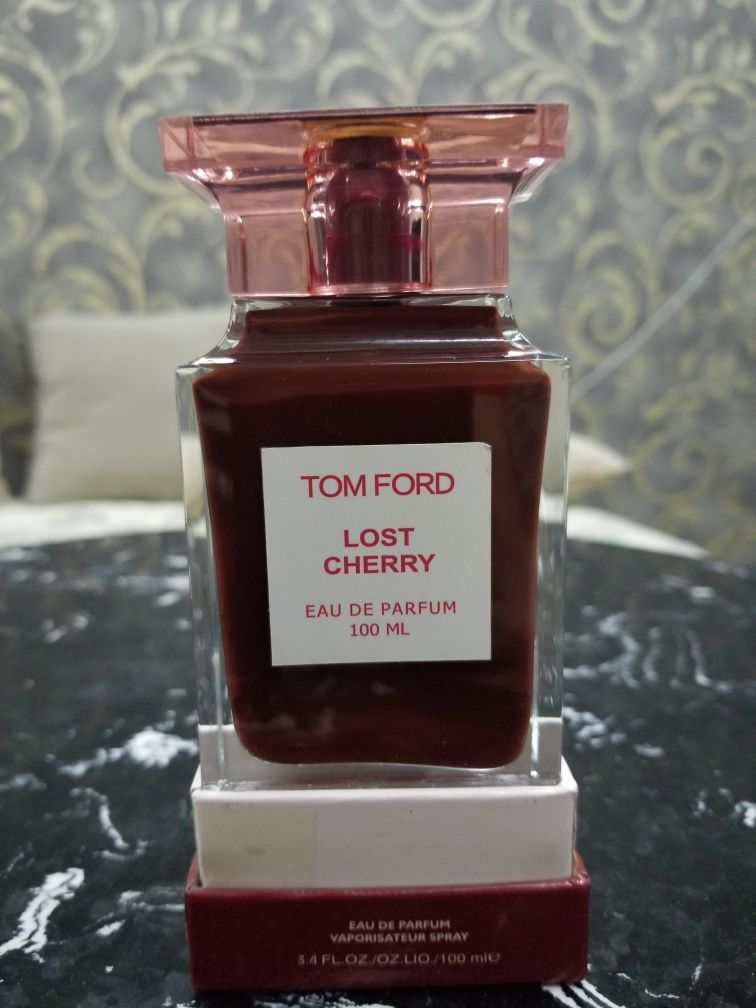 TOM FORD
LOST
CHERRY
EAU DE PARFUM
100 ML
EAU DE PARFUM
VAPORISATEUR SPRAY
3.4 FL.OZ./OZ.LIQ./100 ml℮